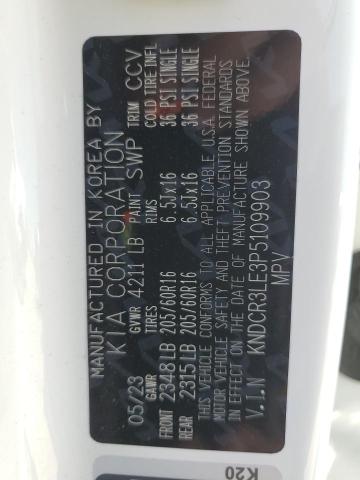 MANUFACTURED IN KOREA BY
KIA CORPORATION
05/23 GVWR 4211 LB PAINT SWP TRIM CCV
GAWR TIRES RIMS COLD TIRE INFL
FRONT 2348LB 205/60R16 6.5Jx16 36 PSI SINGLE
REAR 2315LB 205/60R16 6.5Jx16 36 PSI SINGLE
THIS VEHICLE CONFORMS TO ALL APPLICABLE U.S.A FEDERAL
MOTOR VEHICLE SAFETY AND THEFT PREVENTION STANDARDS
IN EFFECT ON THE DATE OF MANUFACTURE SHOWN ABOVE.
V.I.N KNDCR3LE3P5109903
MPV
K20